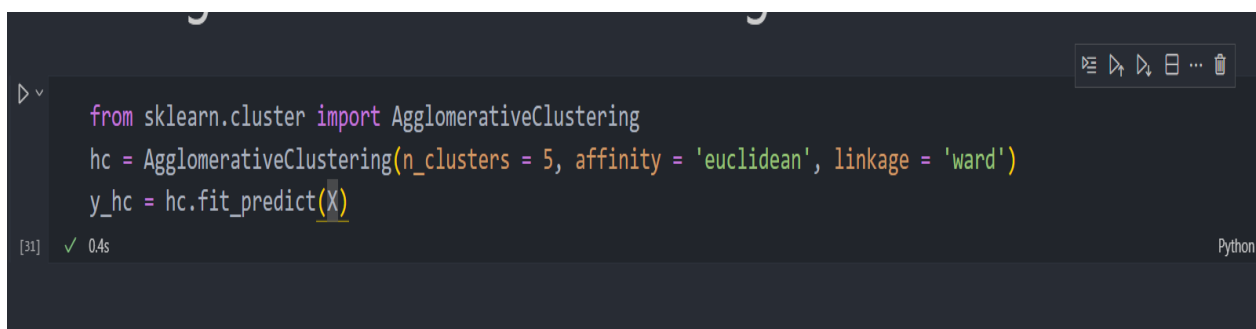 from sklearn.cluster import AgglomerativeClustering
hc = AgglomerativeClustering(n_clusters = 5, affinity = 'euclidean', linkage = 'ward')
y_hc = hc.fit_predict(X)
[31] ✓ 0.4s Python